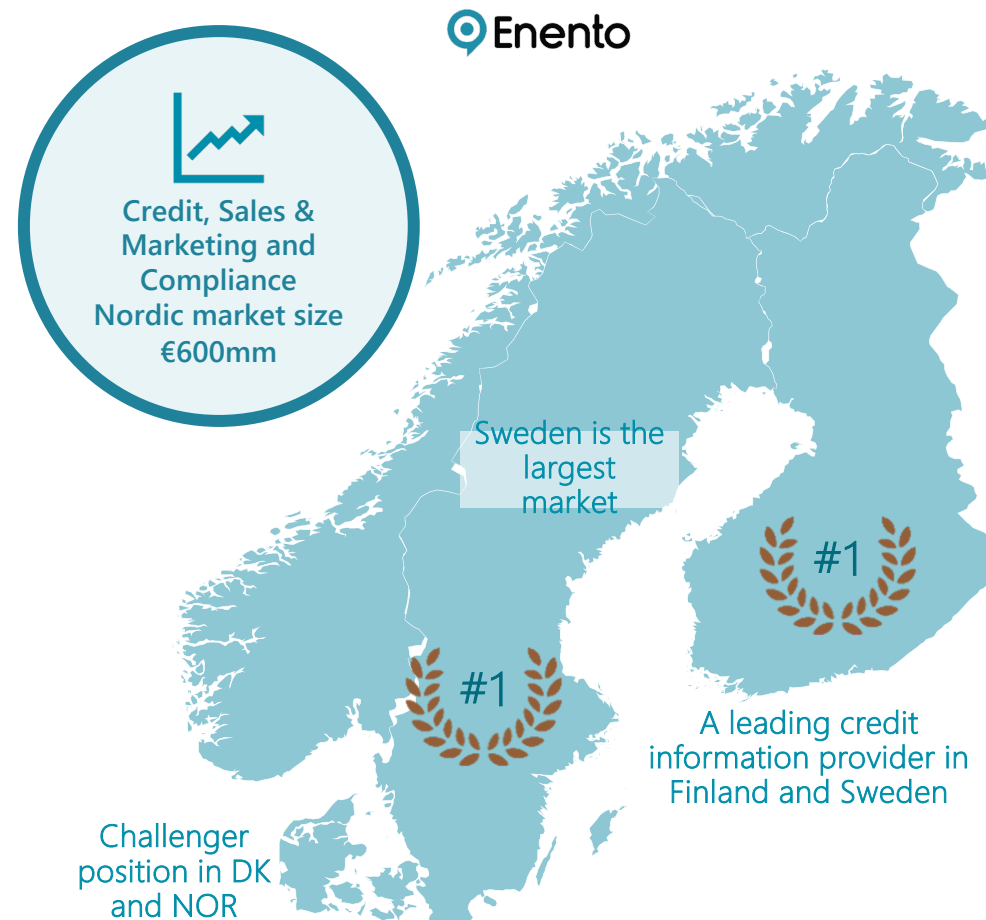 Enento
Credit, Sales &
Marketing and
Compliance
Nordic market size
€600mm
Sweden is the
largest
market
#1
#1
A leading credit
information provider in
Finland and Sweden
Challenger
position in DK
and NOR